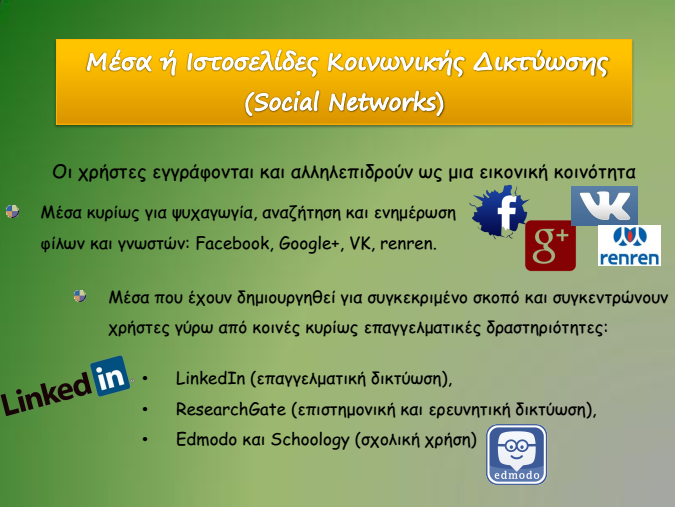 Μέσα ή Ιστοσελίδες Κοινωνικής Δικτύωσης
(Social Networks)
Οι χρήστες εγγράφονται και αλληλεπιδρούν ως μια εικονική κοινότητα
Μέσα κυρίως για ψυχαγωγία, αναζήτηση και ενημέρωση
φίλων και γνωστών: Facebook, Google+, VK, renren.
f
g+
renren
Μέσα που έχουν δημιουργηθεί για συγκεκριμένο σκοπό και συγκεντρώνουν
χρήστες γύρω από κοινές κυρίως επαγγελματικές δραστηριότητες:
Linked in
• LinkedIn (επαγγελματική δικτύωση),
• ResearchGate (επιστημονική και ερευνητική δικτύωση),
• Edmodo και Schoology (σχολική χρήση)
edmodo